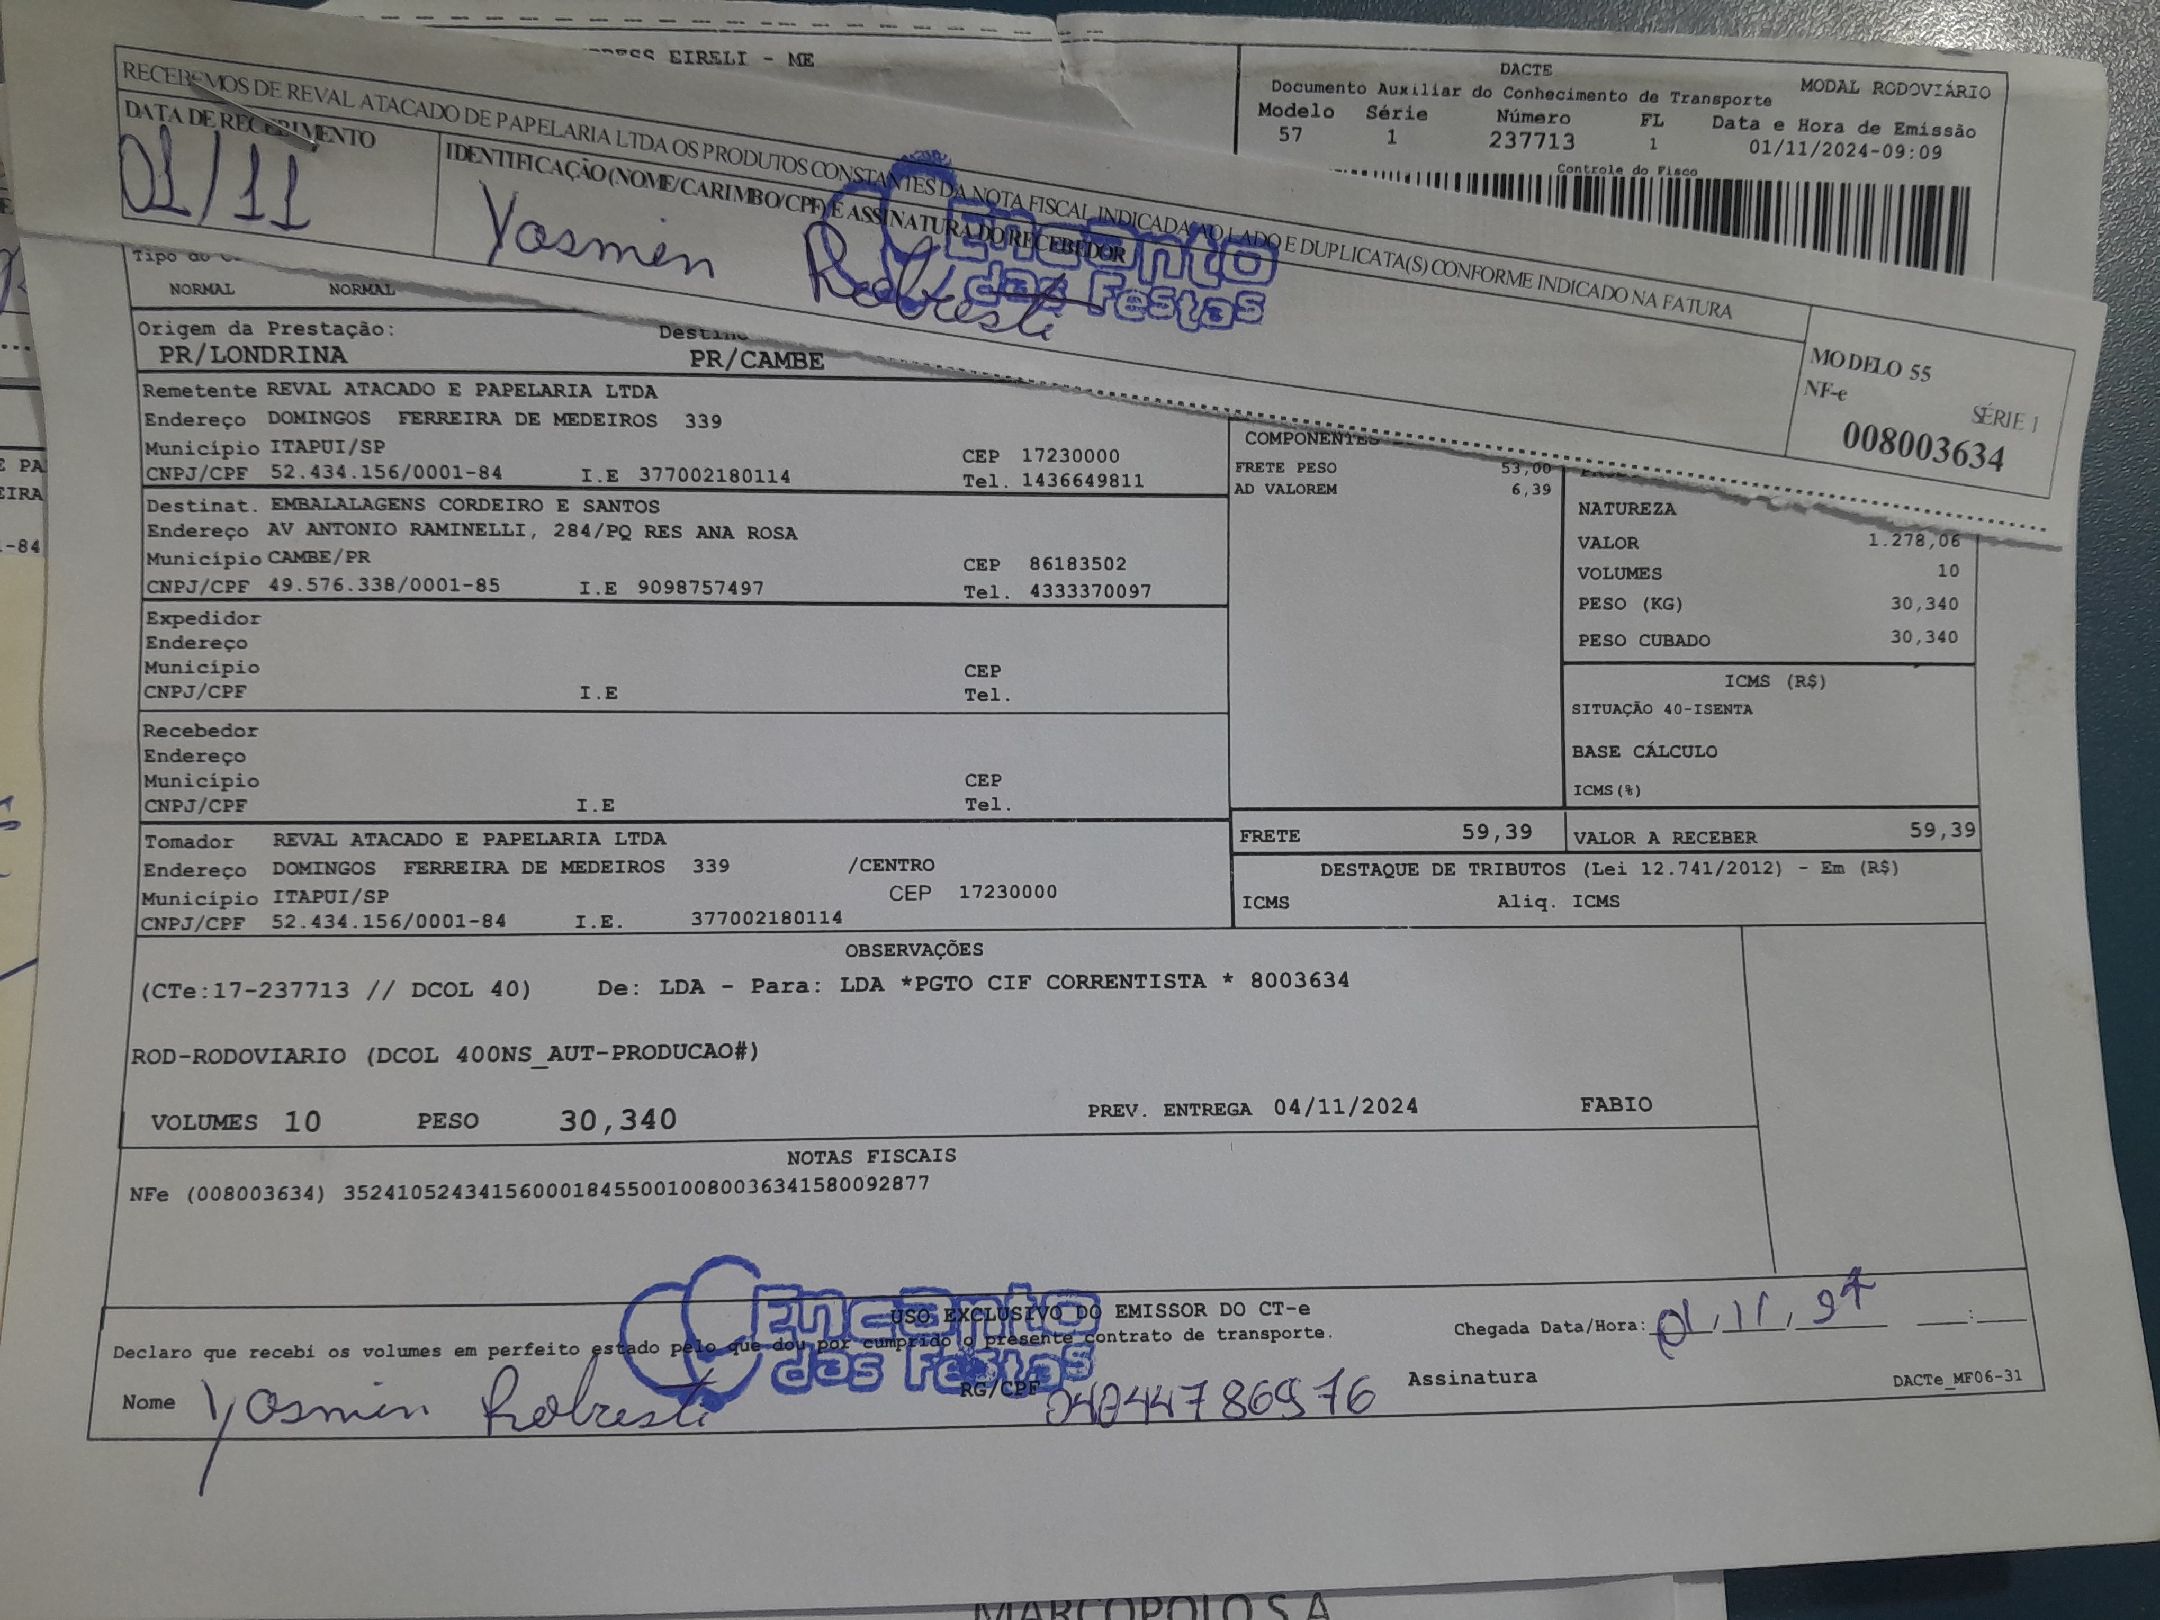 EIRELI - ME
DACTE
MODAL RODOVIÁRIO
Documento Auxiliar do Conhecimento de Transporte
Modelo Série Número FL Data e Hora de Emissão
57 1 237713 1 01/11/2024-09:09
Controle do Fisco
RECEBEMOS DE REVAL ATACADO DE PAPELARIA LTDA OS PRODUTOS CONSTANTES DA NOTA FISCAL INDICADA AO LADO E DUPLICATA(S) CONFORME INDICADO NA FATURA
DATA DE RECEBIMENTO
01/11
IDENTIFICAÇÃO (NOME/CARIMBO/CPF) E ASSINATURA DO RECEBEDOR
Yasmin
Encanto
das Festas
MODELO 55
NF-e
SÉRIE 1
008003634
Tipo do
NORMAL NORMAL
Origem da Prestação:
PR/LONDRINA PR/CAMBE
Remetente REVAL ATACADO E PAPELARIA LTDA
Endereço DOMINGOS FERREIRA DE MEDEIROS 339
Município ITAPUI/SP CEP 17230000
CNPJ/CPF 52.434.156/0001-84 I.E 377002180114 Tel. 1436649811
Destinat. EMBALALAGENS CORDEIRO E SANTOS
Endereço AV ANTONIO RAMINELLI, 284/PQ RES ANA ROSA
Município CAMBE/PR CEP 86183502
CNPJ/CPF 49.576.338/0001-85 I.E 9098757497 Tel. 4333370097
Expedidor
Endereço
Município CEP
CNPJ/CPF I.E Tel.
Recebedor
Endereço
Município CEP
CNPJ/CPF I.E Tel.
Tomador REVAL ATACADO E PAPELARIA LTDA
Endereço DOMINGOS FERREIRA DE MEDEIROS 339 /CENTRO
Município ITAPUI/SP CEP 17230000
CNPJ/CPF 52.434.156/0001-84 I.E. 377002180114
COMPONENTES
FRETE PESO 53,00
AD VALOREM 6,39
NATUREZA
VALOR 1.278,06
VOLUMES 10
PESO (KG) 30,340
PESO CUBADO 30,340
ICMS (R$)
SITUAÇÃO 40-ISENTA
BASE CÁLCULO
ICMS(%)
FRETE 59,39 VALOR A RECEBER 59,39
DESTAQUE DE TRIBUTOS (Lei 12.741/2012) - Em (R$)
ICMS Aliq. ICMS
OBSERVAÇÕES
(CTe:17-237713 // DCOL 40) De: LDA - Para: LDA *PGTO CIF CORRENTISTA * 8003634
ROD-RODOVIARIO (DCOL 400NS_AUT-PRODUCAO#)
VOLUMES 10 PESO 30,340 PREV. ENTREGA 04/11/2024 FABIO
NOTAS FISCAIS
NFe (008003634) 35241052434156000184550010080036341580092877
Encanto
das Festas
USO EXCLUSIVO DO EMISSOR DO CT-e
Declaro que recebi os volumes em perfeito estado pelo que dou por cumprido o presente contrato de transporte.
Chegada Data/Hora: 01/11/
Nome Yasmin RG/CPF Assinatura
DACTe_MF06-31
MARCOPOLO S.A